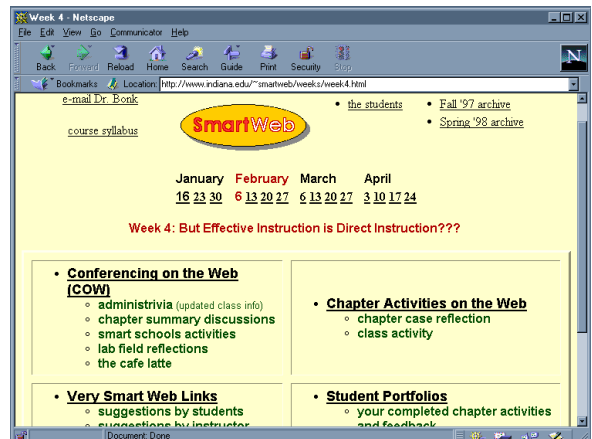 Week 4 - Netscape
File Edit View Go Communicator Help
Back Forward Reload Home Search Guide Print Security Stop
N
Bookmarks Location: http://www.indiana.edu/~smartweb/weeks/week4.html
e-mail Dr. Bonk
course syllabus
SmartWeb
• the students
• Fall '97 archive
• Spring '98 archive
January February March April
16 23 30 6 13 20 27 6 13 20 27 3 10 17 24
Week 4: But Effective Instruction is Direct Instruction???
• Conferencing on the Web
(COW)
◦ administrivia (updated class info)
◦ chapter summary discussions
◦ smart schools activities
◦ lab field reflections
◦ the cafe latte
• Chapter Activities on the Web
◦ chapter case reflection
◦ class activity
• Very Smart Web Links
◦ suggestions by students
◦ suggestions by instructor
• Student Portfolios
◦ your completed chapter activities
and feedback
Document: Done